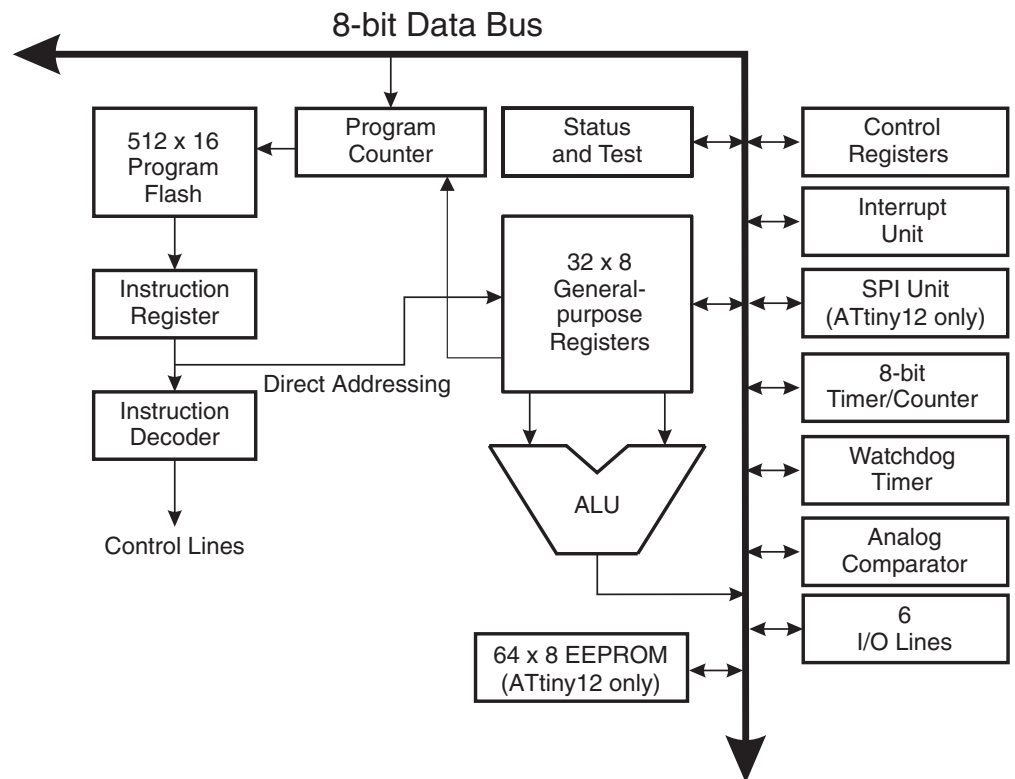 8-bit Data Bus
512 x 16
Program
Flash
Program
Counter
Status
and Test
Control
Registers
Interrupt
Unit
32 x 8
General-
purpose
Registers
Instruction
Register
SPI Unit
(ATtiny12 only)
Direct Addressing
8-bit
Timer/Counter
Instruction
Decoder
Watchdog
Timer
ALU
Control Lines
Analog
Comparator
6
I/O Lines
64 x 8 EEPROM
(ATtiny12 only)